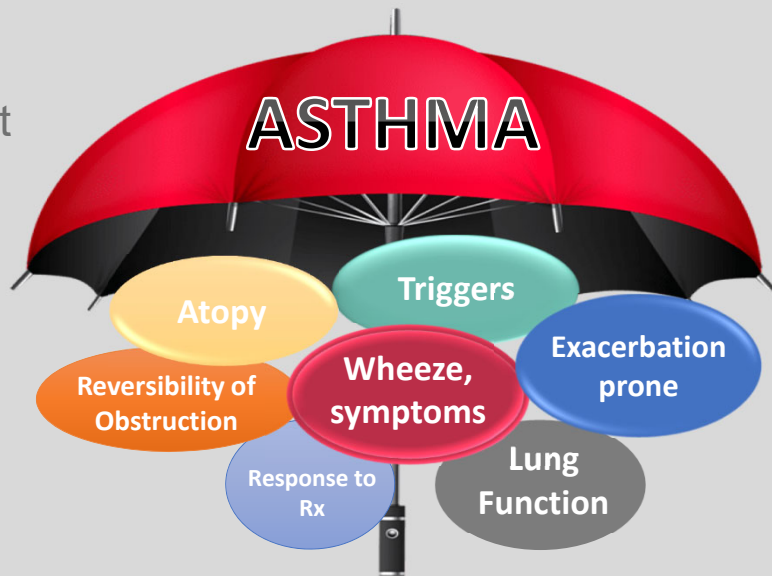 t
ASTHMA
Triggers
Atopy
Exacerbation
prone
Wheeze,
symptoms
Reversibility of
Obstruction
Lung
Function
Response to
Rx